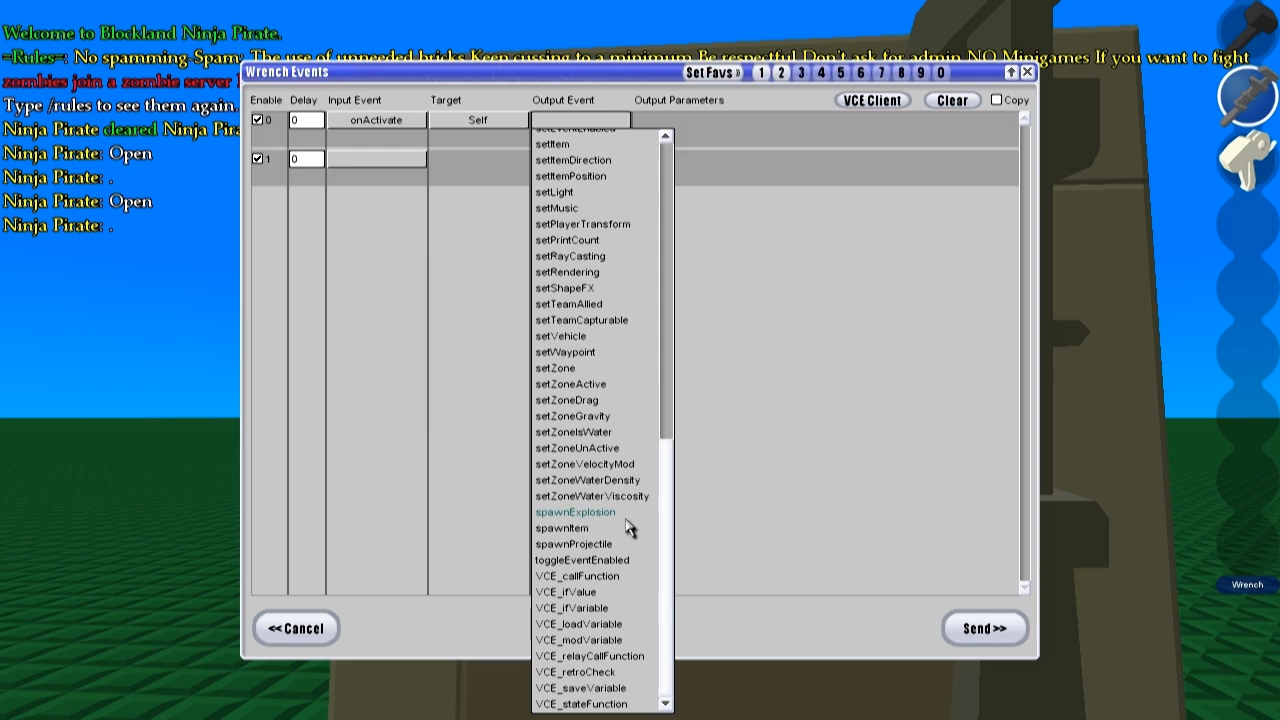 Welcome to Blockland Ninja Pirate.
-Rules-: No spamming Spam. The use of unneeded bricks Keep cussing to a minimum Be respectful Don't ask for admin NO Minigames If you want to fight
zombies join a zombie server
Type /rules to see them again.
Ninja Pirate cleared Ninja Pira
Ninja Pirate: Open
Ninja Pirate: .
Ninja Pirate: Open
Ninja Pirate: .
Wrench Events
Set Favs »
1 2 3 4 5 6 7 8 9 0
Enable Delay Input Event Target Output Event Output Parameters
VCE Client
Clear
Copy
0 0 onActivate Self
1 0
setEventEnabled
setItem
setItemDirection
setItemPosition
setLight
setMusic
setPlayerTransform
setPrintCount
setRayCasting
setRendering
setShapeFX
setTeamAllied
setTeamCapturable
setVehicle
setWaypoint
setZone
setZoneActive
setZoneDrag
setZoneGravity
setZoneIsWater
setZoneUnActive
setZoneVelocityMod
setZoneWaterDensity
setZoneWaterViscosity
spawnExplosion
spawnItem
spawnProjectile
toggleEventEnabled
VCE_callFunction
VCE_ifValue
VCE_ifVariable
VCE_loadVariable
VCE_modVariable
VCE_relayCallFunction
VCE_retroCheck
VCE_saveVariable
VCE_stateFunction
<< Cancel
Send >>
Wrench